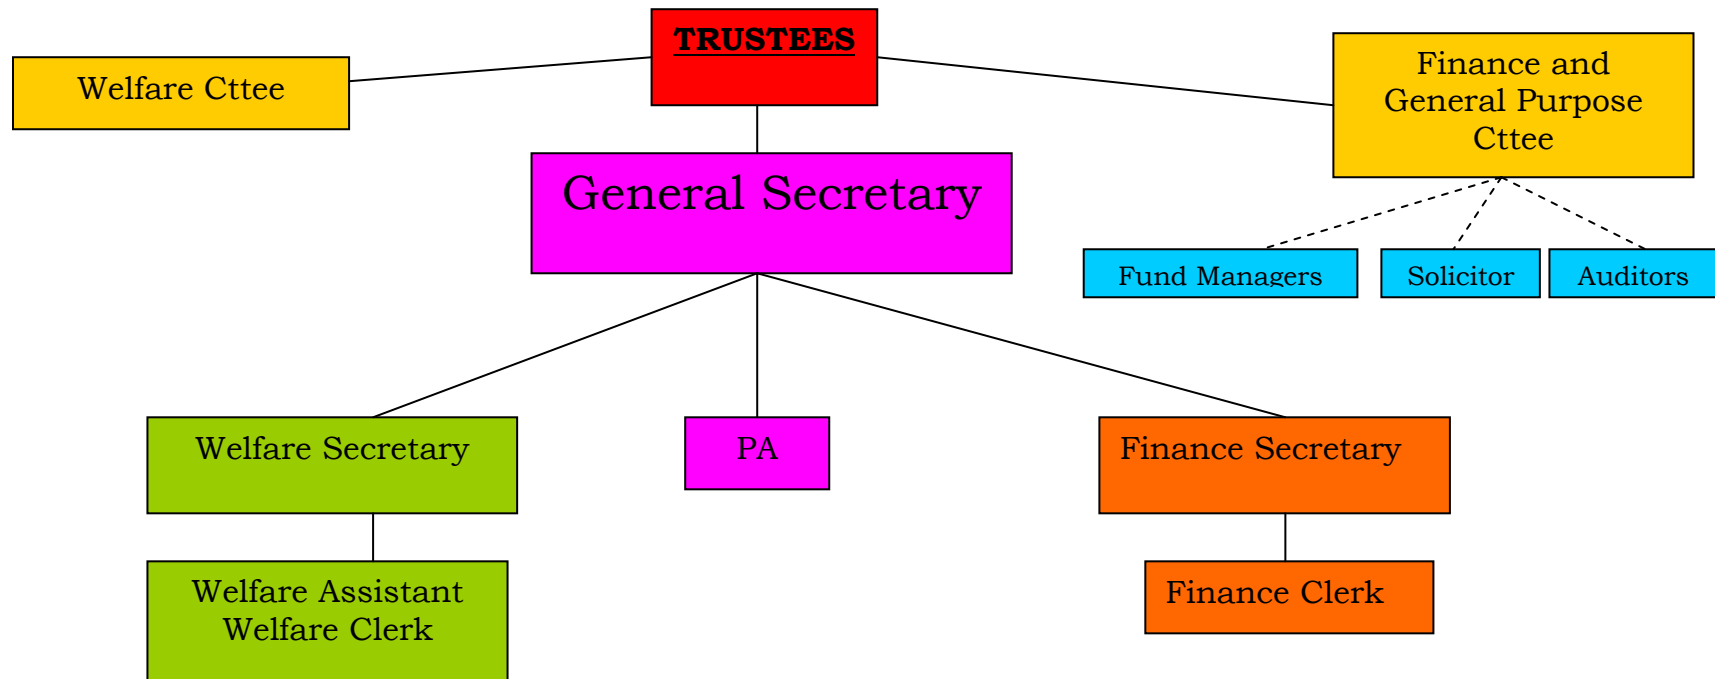 TRUSTEES
Welfare Cttee
Finance and
General Purpose
Cttee
General Secretary
Fund Managers
Solicitor
Auditors
Welfare Secretary
PA
Finance Secretary
Welfare Assistant
Welfare Clerk
Finance Clerk